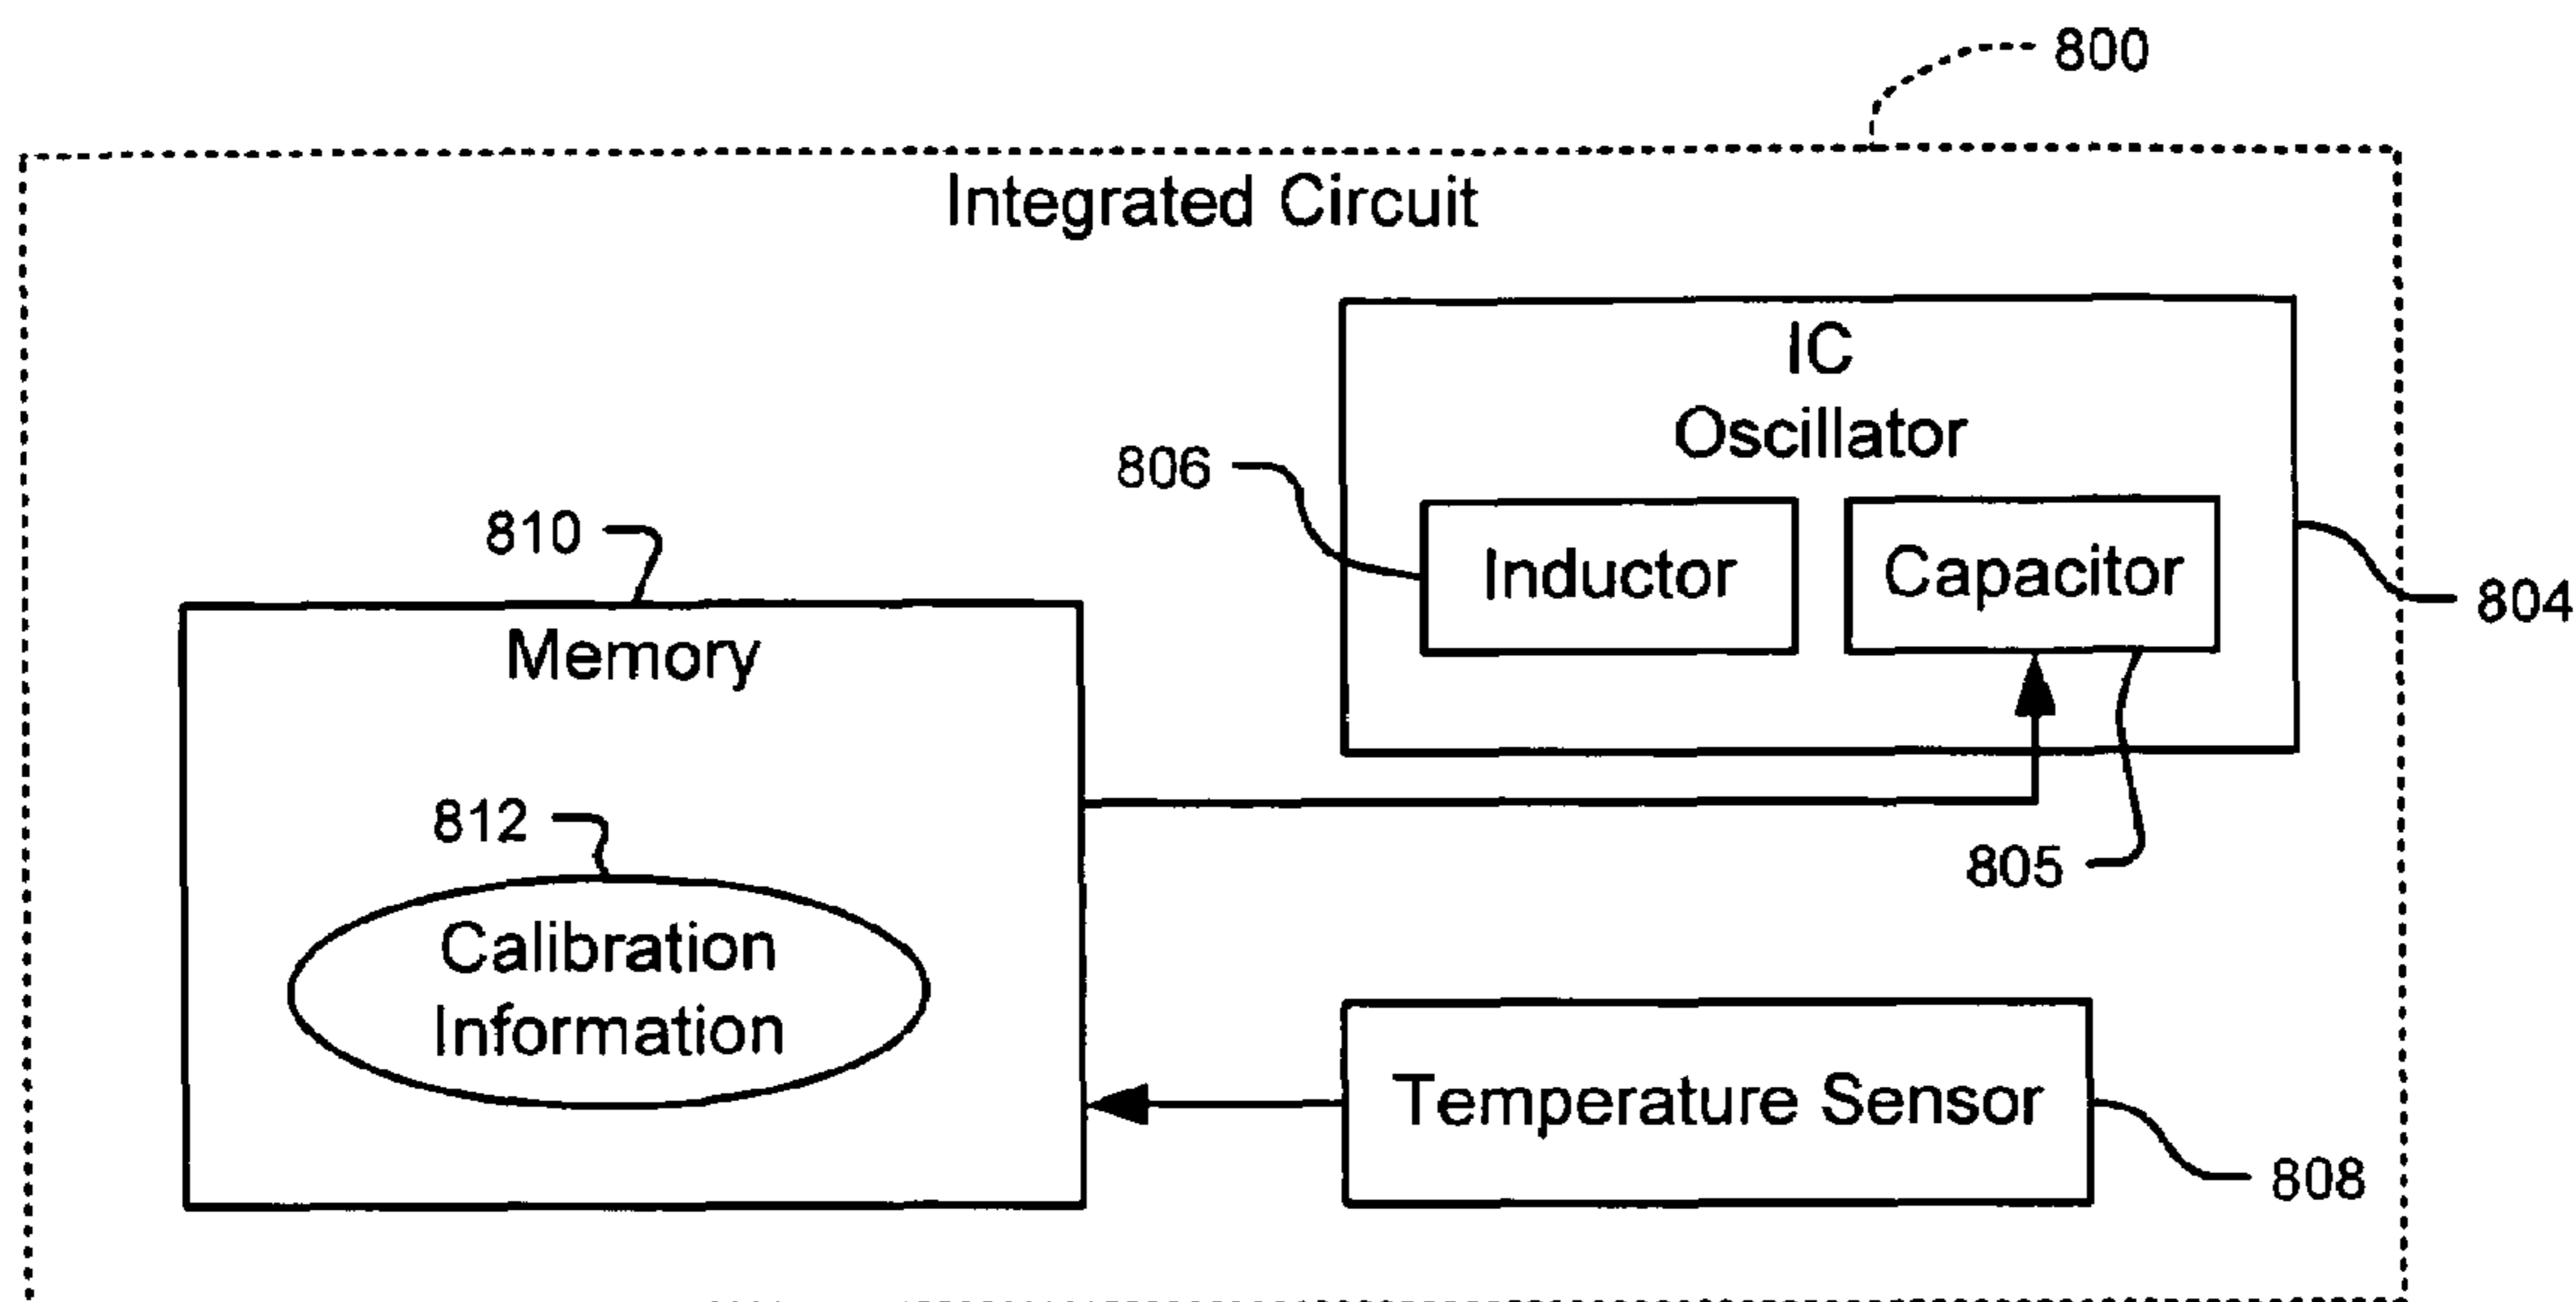 800
Integrated Circuit
IC
Oscillator
806
Inductor
Capacitor
804
810
Memory
805
812
Calibration
Information
Temperature Sensor
808